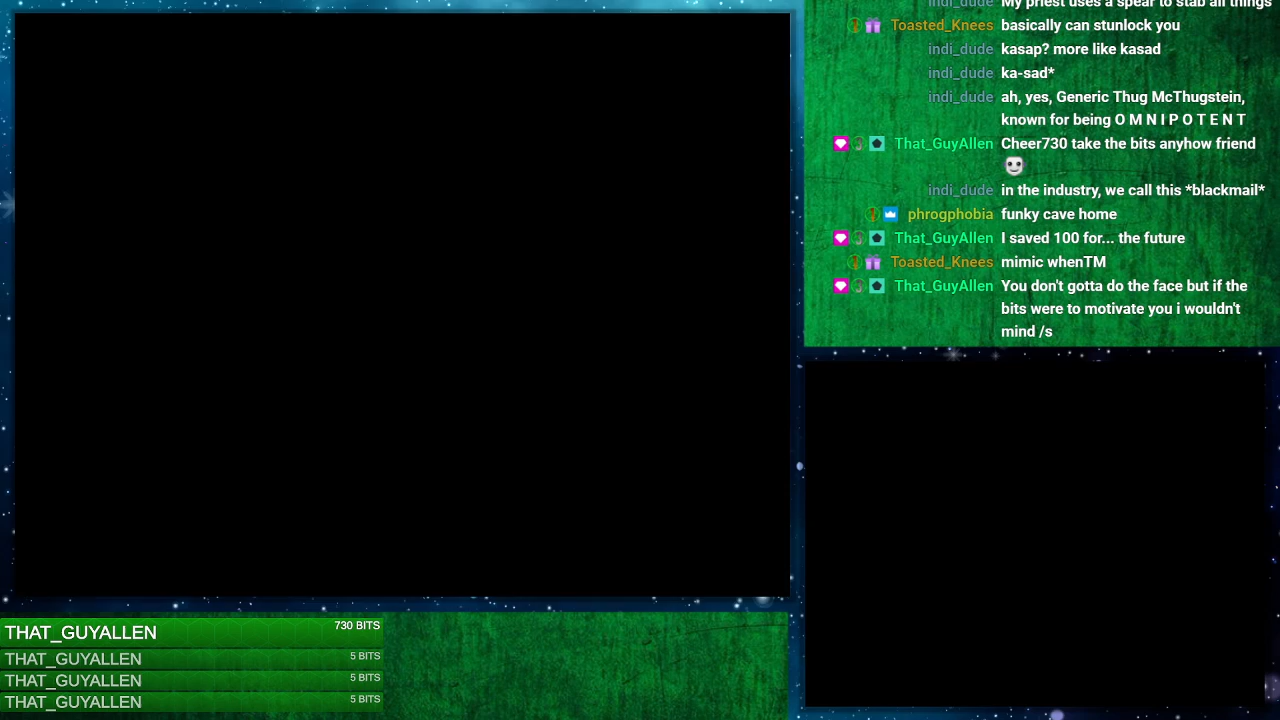 indi_dude My priest uses a spear to stab all things
Toasted_Knees basically can stunlock you
indi_dude kasap? more like kasad
indi_dude ka-sad*
indi_dude ah, yes, Generic Thug McThugstein,
known for being O M N I P O T E N T
That_GuyAllen Cheer730 take the bits anyhow friend
indi_dude in the industry, we call this *blackmail*
phrogphobia funky cave home
That_GuyAllen I saved 100 for... the future
Toasted_Knees mimic whenTM
That_GuyAllen You don't gotta do the face but if the
bits were to motivate you i wouldn't
mind /s
THAT_GUYALLEN 730 BITS
THAT_GUYALLEN 5 BITS
THAT_GUYALLEN 5 BITS
THAT_GUYALLEN 5 BITS